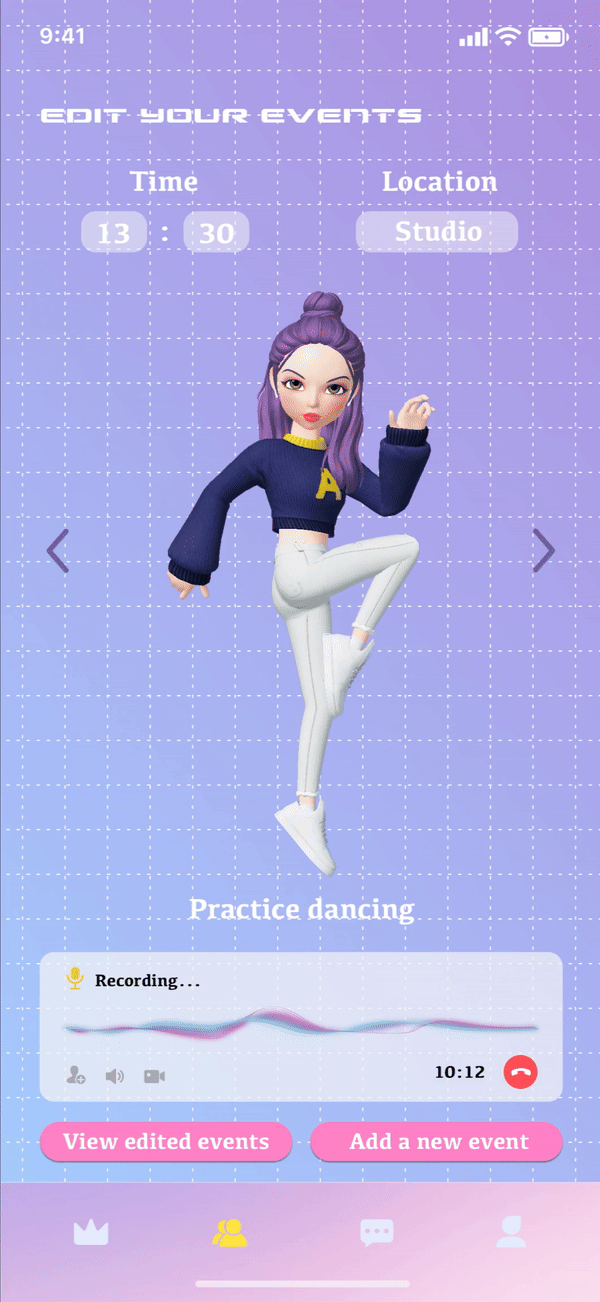 9:41
EDIT YOUR EVENTS
Time
Location
13 : 30
Studio
A
Practice dancing
Recording...
10:12
View edited events
Add a new event